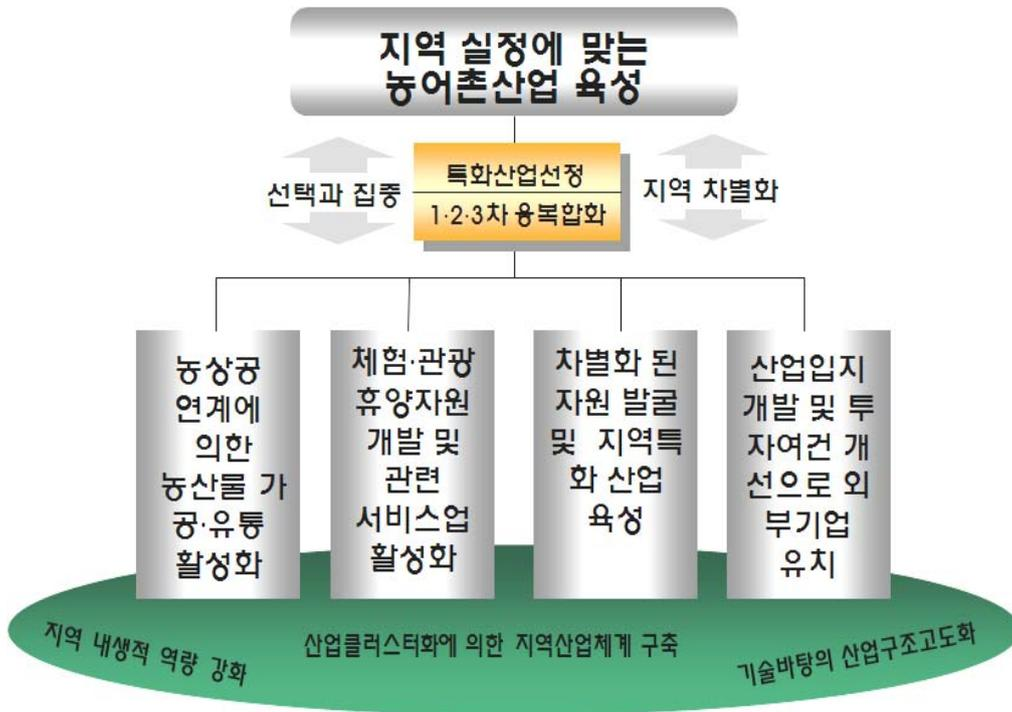 지역 실정에 맞는
농어촌산업 육성
선택과 집중
특화산업선정
1·2·3차 융복합화
지역 차별화
농상공
연계에
의한
농산물 가
공·유통
활성화
체험·관광
휴양자원
개발 및
관련
서비스업
활성화
차별화 된
자원 발굴
및 지역특
화 산업
육성
산업입지
개발 및 투
자여건 개
선으로 외
부기업
유치
지역 내생적 역량 강화
산업클러스터화에 의한 지역산업체계 구축
기술바탕의 산업구조고도화